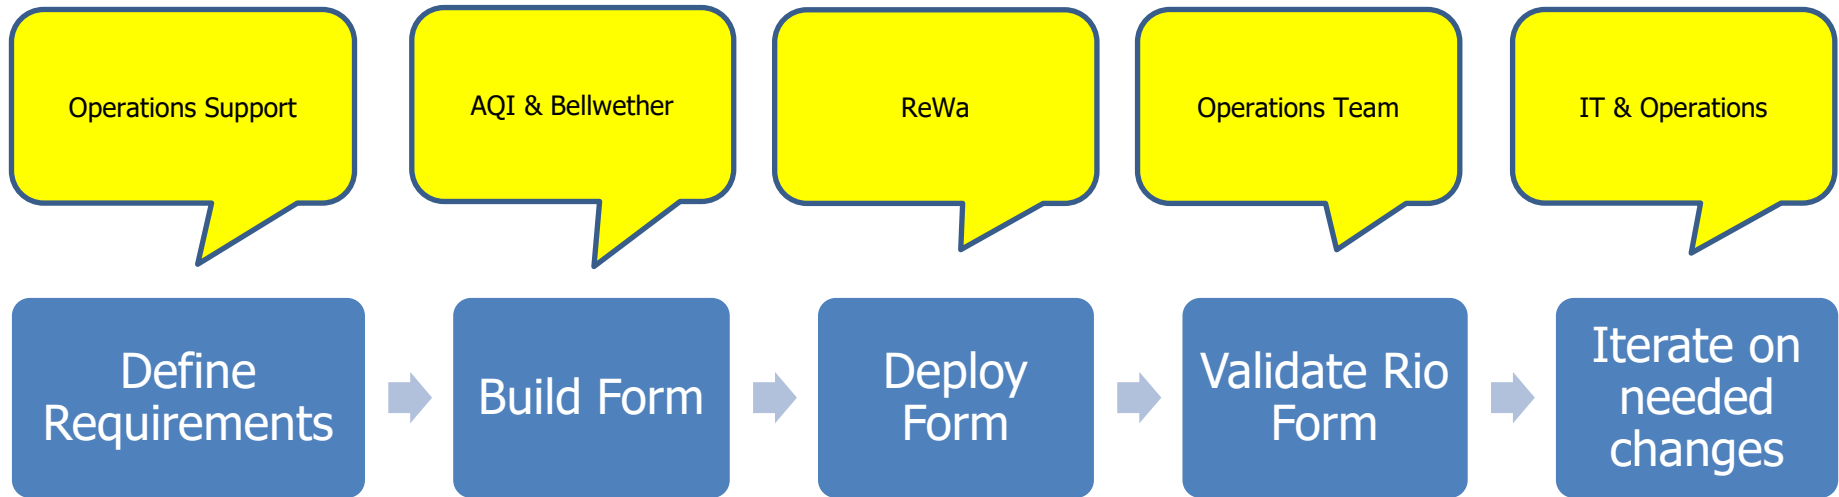 Operations Support
AQI & Bellwether
ReWa
Operations Team
IT & Operations
Define
Requirements
Build Form
Deploy
Form
Validate Rio
Form
Iterate on
needed
changes